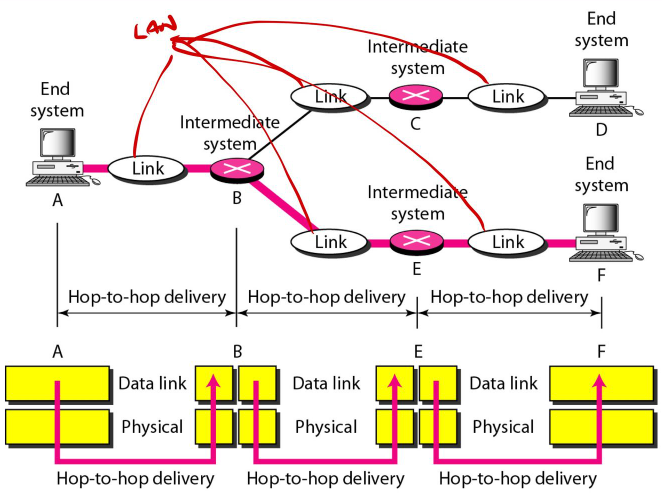 LAN
End
system
Intermediate
system
Link
Link
C
D
End
system
Intermediate
system
Link
A
B
End
system
Intermediate
system
Link
Link
E
F
Hop-to-hop delivery
Hop-to-hop delivery
Hop-to-hop delivery
A
B
E
F
Data link
Data link
Data link
Physical
Physical
Physical
Hop-to-hop delivery
Hop-to-hop delivery
Hop-to-hop delivery